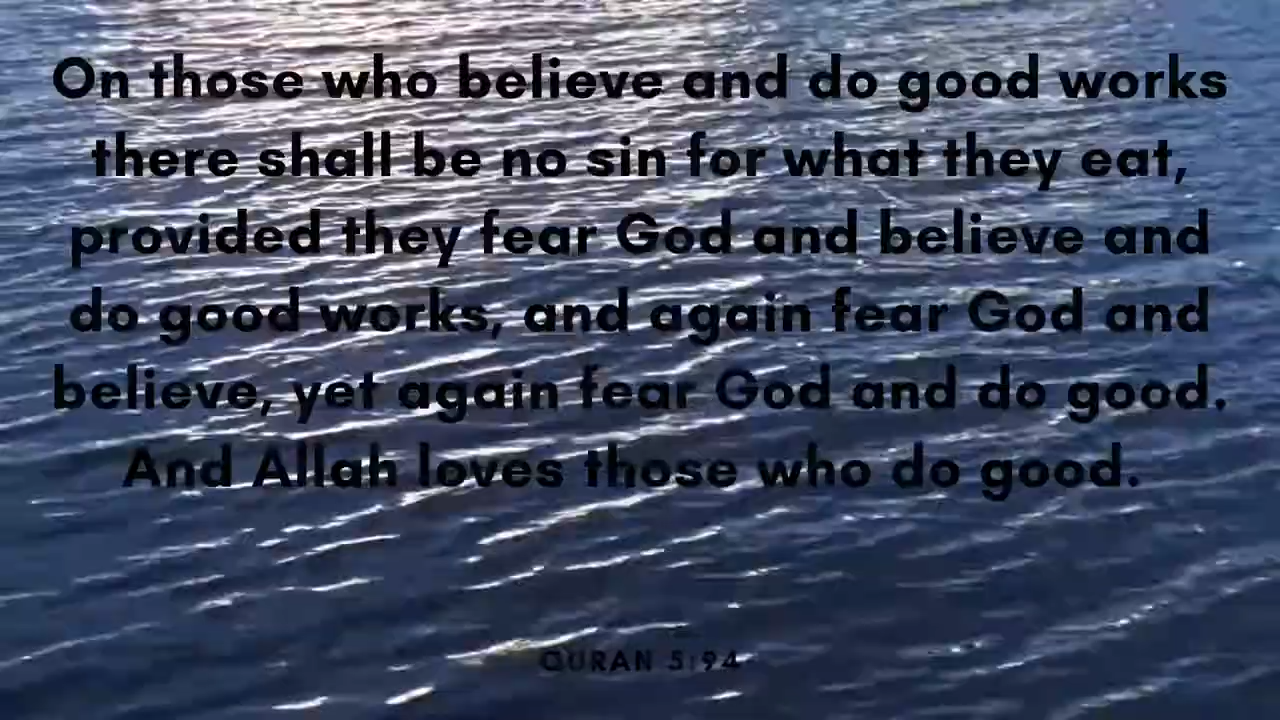 On those who believe and do good works
there shall be no sin for what they eat,
provided they fear God and believe and
do good works, and again fear God and
believe, yet again fear God and do good.
And Allah loves those who do good.
QURAN 5:94